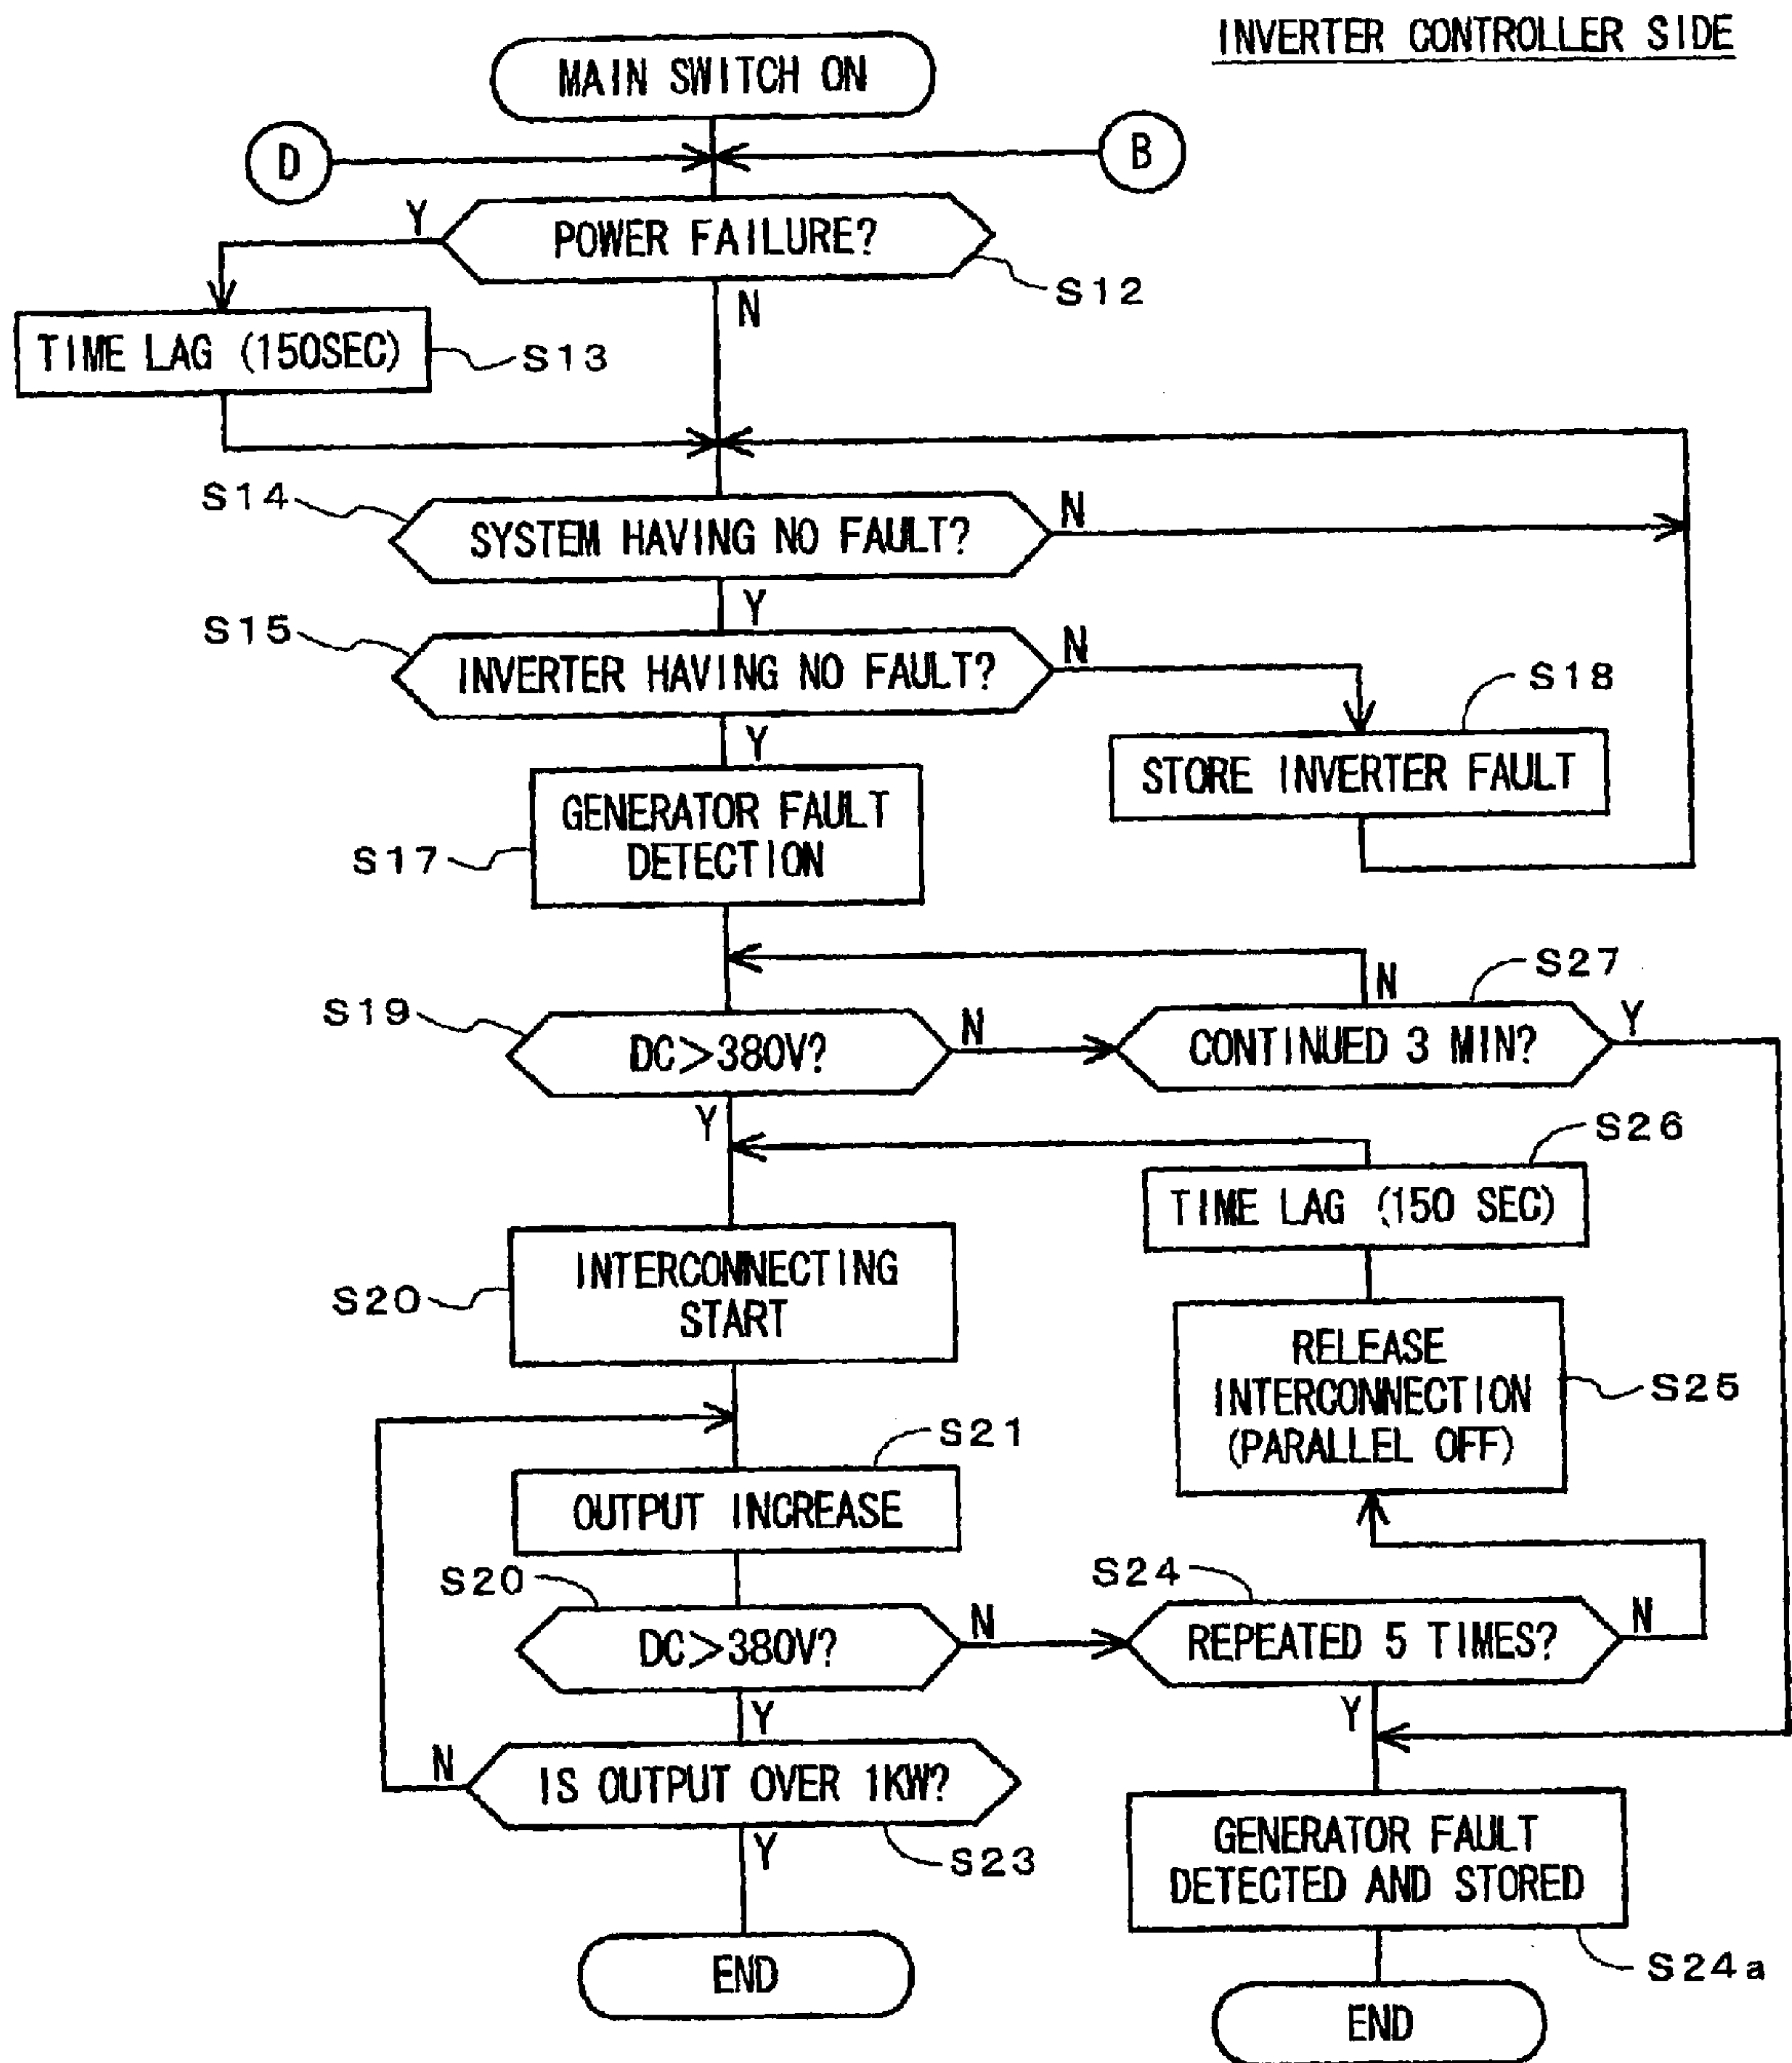 INVERTER CONTROLLER SIDE
MAIN SWITCH ON
D
B
Y
POWER FAILURE?
S12
N
TIME LAG (150SEC)
S13
S14
SYSTEM HAVING NO FAULT?
N
Y
S15
INVERTER HAVING NO FAULT?
N
S18
Y
STORE INVERTER FAULT
GENERATOR FAULT
DETECTION
S17
S27
N
S19
DC>380V?
N
CONTINUED 3 MIN?
Y
Y
S26
TIME LAG (150 SEC)
INTERCONNECTING
START
S20
RELEASE
INTERCONNECTION
(PARALLEL OFF)
S25
S21
OUTPUT INCREASE
S20
S24
DC>380V?
N
REPEATED 5 TIMES?
N
Y
Y
N
IS OUTPUT OVER 1KW?
Y
S23
GENERATOR FAULT
DETECTED AND STORED
S24a
END
END